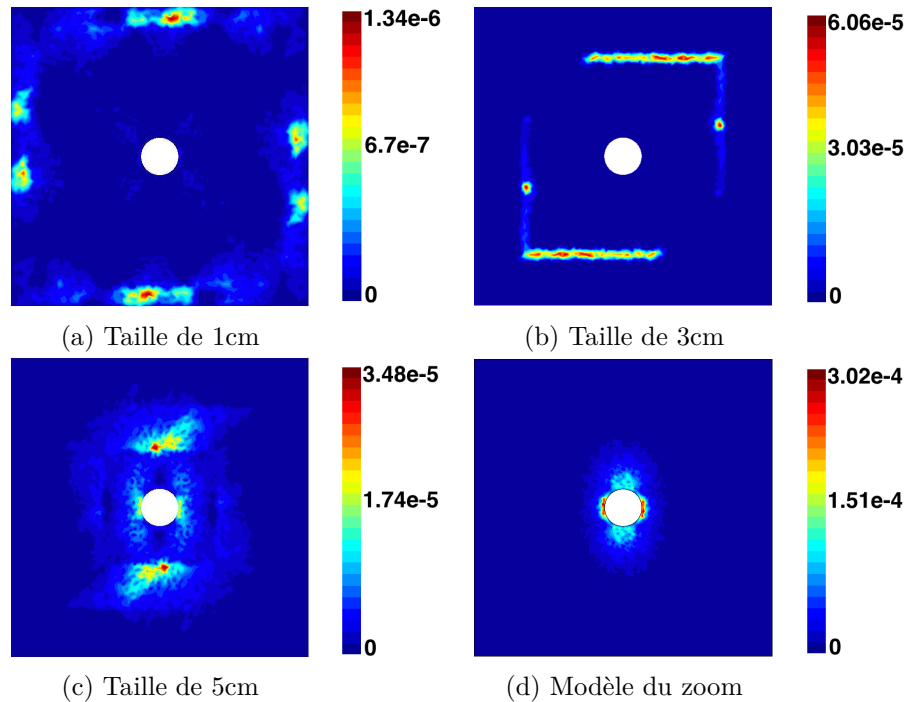 1.34e-6
6.7e-7
0
(a) Taille de 1cm
6.06e-5
3.03e-5
0
(b) Taille de 3cm
3.48e-5
1.74e-5
0
(c) Taille de 5cm
3.02e-4
1.51e-4
0
(d) Modèle du zoom